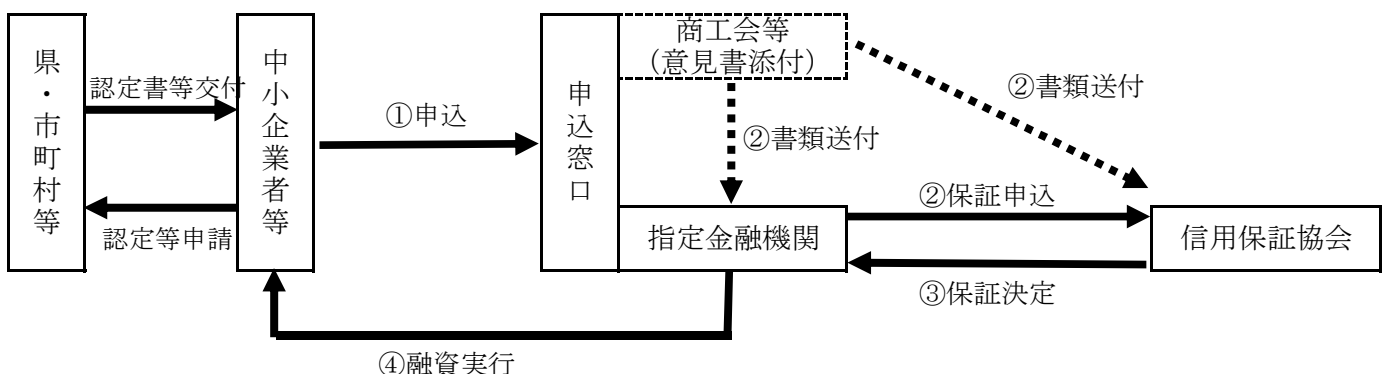 県・市町村等
認定書等交付
認定等申請
中小企業者等
①申込
申込窓口
商工会等
(意見書添付)
②書類送付
②書類送付
指定金融機関
②保証申込
③保証決定
信用保証協会
④融資実行